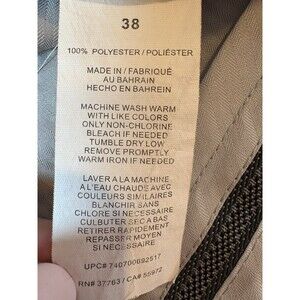 38
100% POLYESTER / POLIÉSTER
MADE IN / FABRIQUÉ
AU BAHRAIN
HECHO EN BAHREIN
MACHINE WASH WARM
WITH LIKE COLORS
ONLY NON-CHLORINE
BLEACH IF NEEDED
TUMBLE DRY LOW
REMOVE PROMPTLY
WARM IRON IF NEEDED
LAVER A LA MACHINE
A L'EAU CHAUDE AVEC
COULEURS SIMILAIRES
BLANCHIR SANS
CHLORE SI NECESSAIRE
CULBUTER SEC A BAS
RETIRER RAPIDEMENT
REPASSER MOYEN
SI NECESSAIRE
UPC# 740700692517
RN# 37763 / CA# 55972